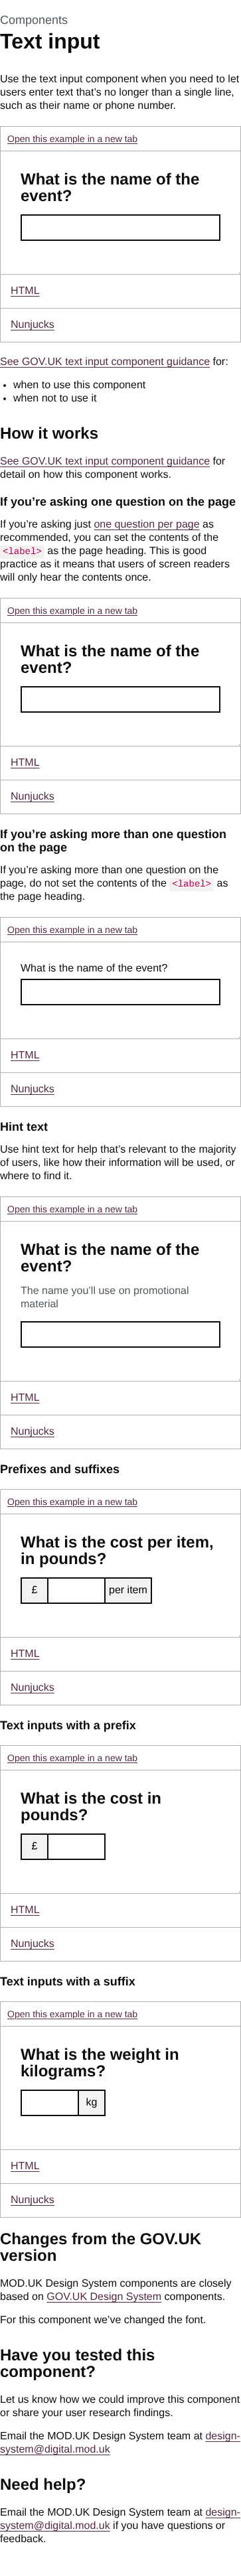 Components
Text input
Use the text input component when you need to let
users enter text that’s no longer than a single line,
such as their name or phone number.
Open this example in a new tab
What is the name of the
event?
HTML
Nunjucks
See GOV.UK text input component guidance for:
• when to use this component
• when not to use it
How it works
See GOV.UK text input component guidance for
detail on how this component works.
If you’re asking one question on the page
If you’re asking just one question per page as
recommended, you can set the contents of the
<label> as the page heading. This is good
practice as it means that users of screen readers
will only hear the contents once.
Open this example in a new tab
What is the name of the
event?
HTML
Nunjucks
If you’re asking more than one question
on the page
If you’re asking more than one question on the
page, do not set the contents of the <label> as
the page heading.
Open this example in a new tab
What is the name of the event?
HTML
Nunjucks
Hint text
Use hint text for help that’s relevant to the majority
of users, like how their information will be used, or
where to find it.
Open this example in a new tab
What is the name of the
event?
The name you’ll use on promotional
material
HTML
Nunjucks
Prefixes and suffixes
Open this example in a new tab
What is the cost per item,
in pounds?
£ per item
HTML
Nunjucks
Text inputs with a prefix
Open this example in a new tab
What is the cost in
pounds?
£
HTML
Nunjucks
Text inputs with a suffix
Open this example in a new tab
What is the weight in
kilograms?
kg
HTML
Nunjucks
Changes from the GOV.UK
version
MOD.UK Design System components are closely
based on GOV.UK Design System components.
For this component we’ve changed the font.
Have you tested this
component?
Let us know how we could improve this component
or share your user research findings.
Email the MOD.UK Design System team at design-
system@digital.mod.uk
Need help?
Email the MOD.UK Design System team at design-
system@digital.mod.uk if you have questions or
feedback.